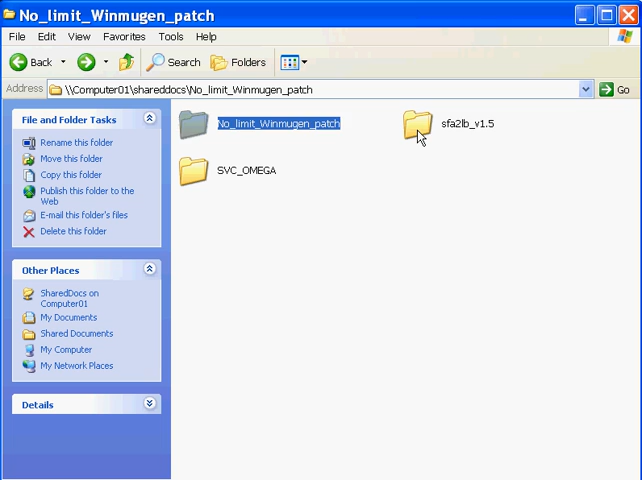 No_limit_Winmugen_patch
File Edit View Favorites Tools Help
Back Search Folders
Address \\Computer01\shareddocs\No_limit_Winmugen_patch Go
File and Folder Tasks
Rename this folder
Move this folder
Copy this folder
Publish this folder to the
Web
E-mail this folder's files
Delete this folder
Other Places
SharedDocs on
Computer01
My Documents
Shared Documents
My Computer
My Network Places
Details
No_limit_Winmugen_patch sfa2lb_v1.5
SVC_OMEGA